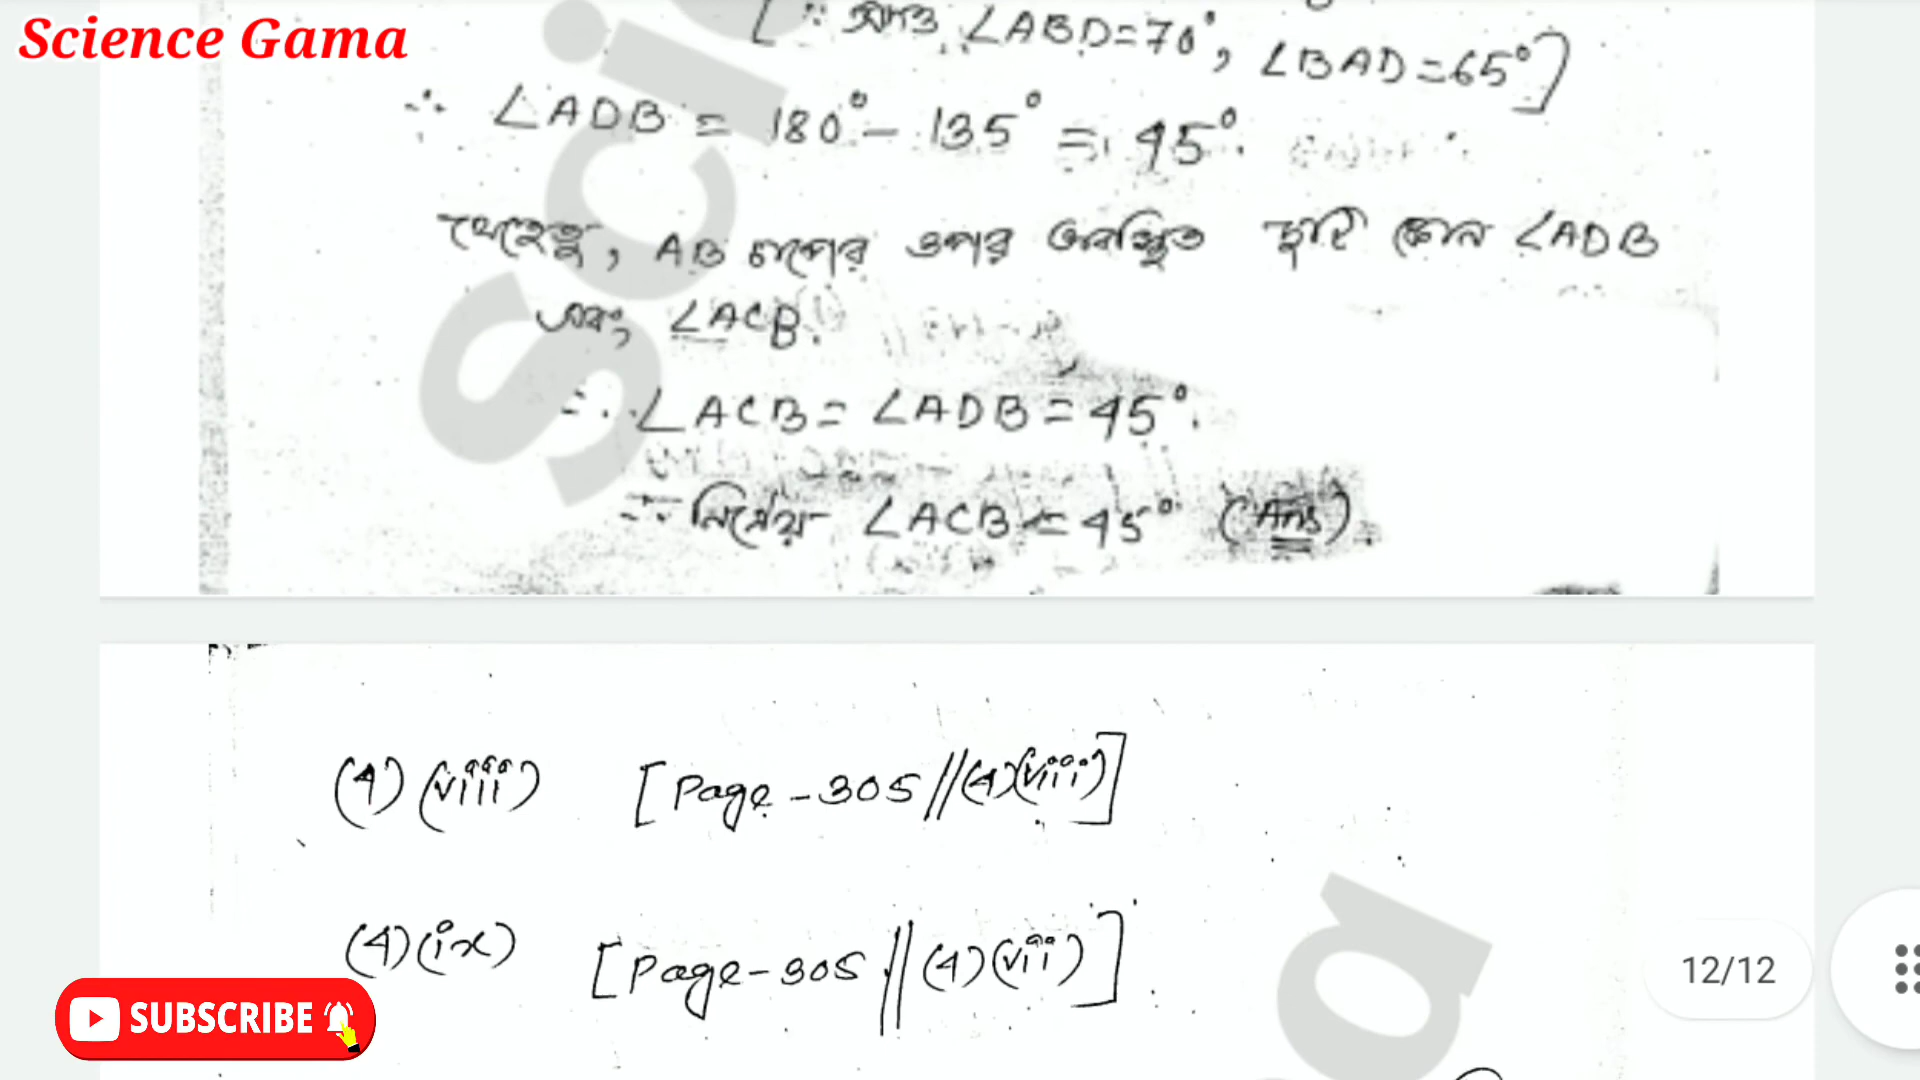 Science Gama
[∵ ∠ABD=70°, ∠BAD=65°]
∴ ∠ADB = 180° - 135° = 45°.
যেহেতু, AB চাপের ওপর অবস্থিত দুটি কোন ∠ADB
এবং ∠ACB.
∴ ∠ACB = ∠ADB = 45°.
∴ নির্ণেয় ∠ACB = 45° (Ans).
(4) (viii) [Page-305//(4)(viii)]
(4)(ix) [Page-305//(4)(vii)]
12/12
SUBSCRIBE